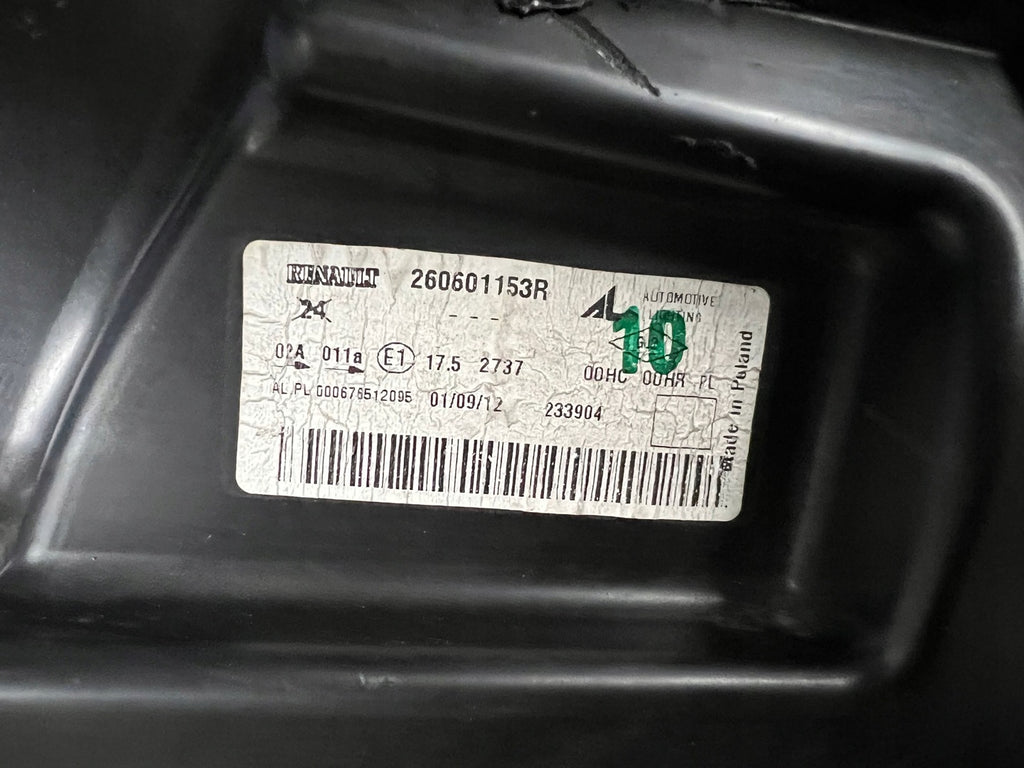 RENAULT 260601153R
AUTOMOTIVE
LIGHTING
24
- - -
10
02A 011a E1 17.5 2737
00HC 00HR PL
AL.PL 000676512095 01/09/12 233904
Made in Poland